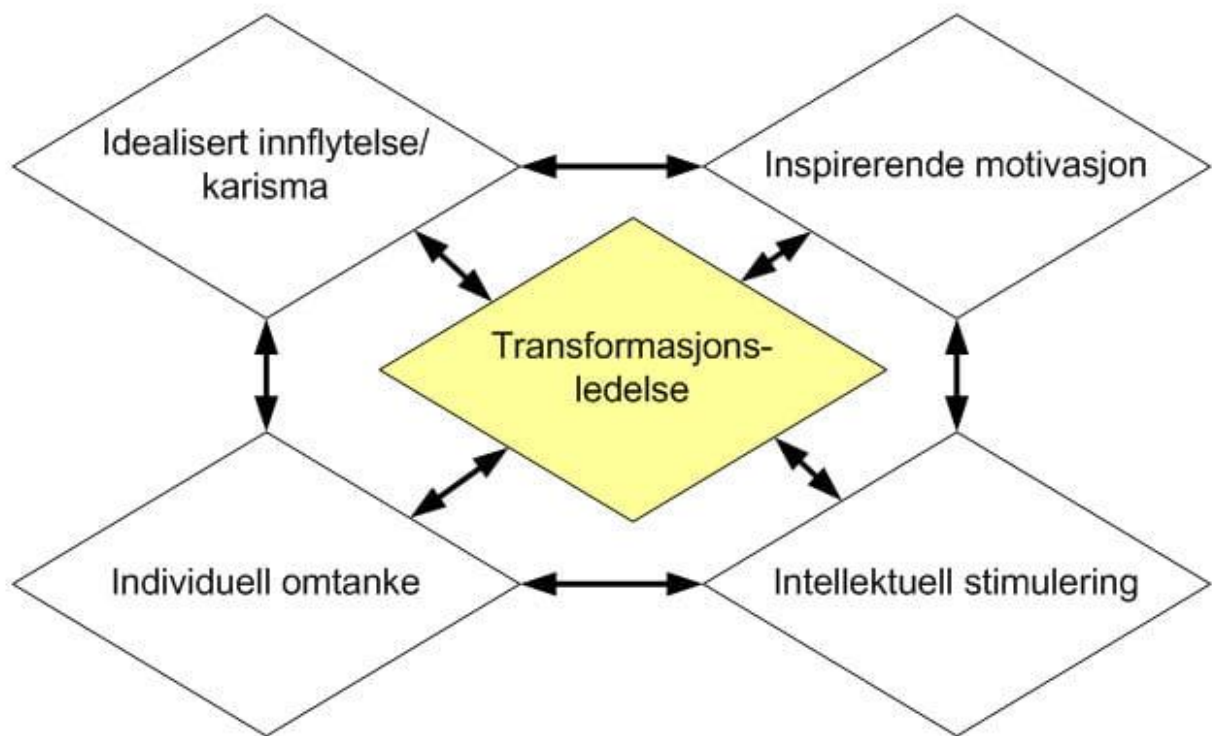 Idealisert innflytelse/
karisma
Inspirerende motivasjon
Transformasjons-
ledelse
Individuell omtanke
Intellektuell stimulering